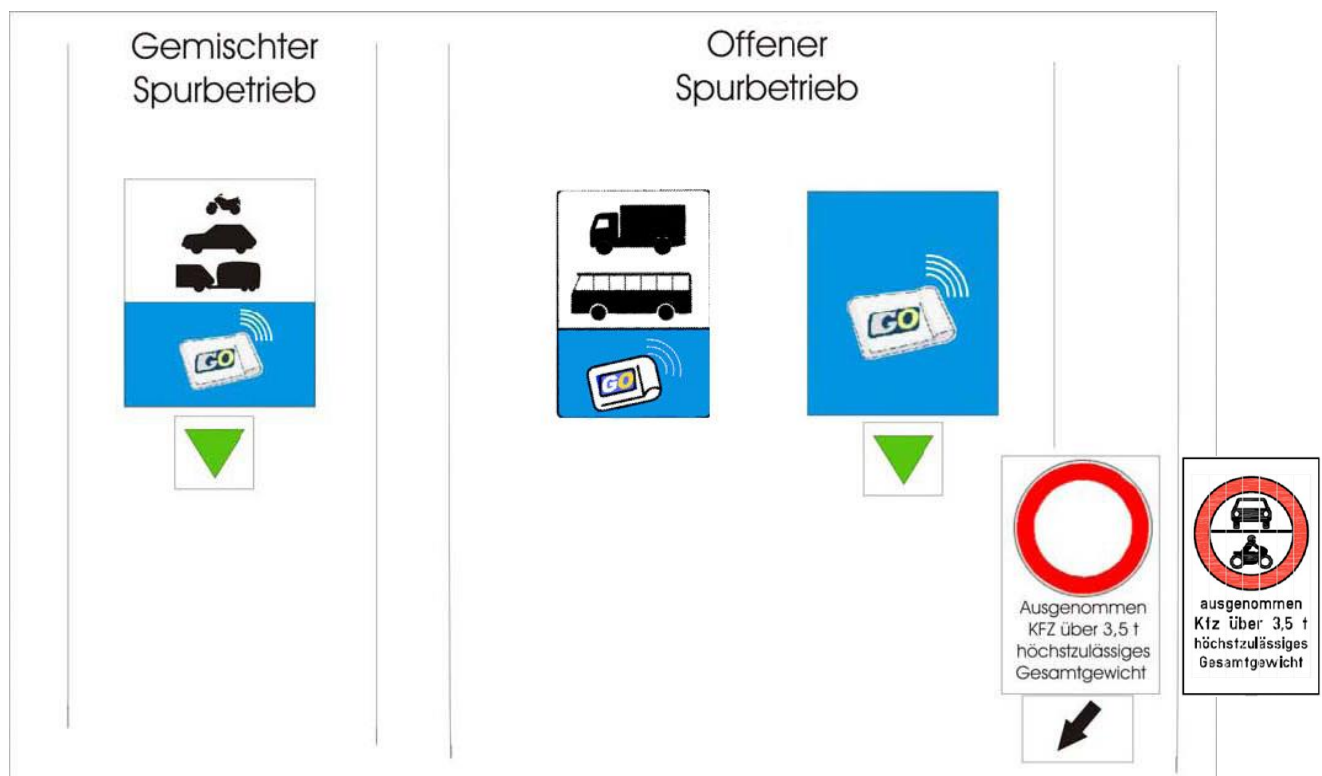 Gemischter
Spurbetrieb
Offener
Spurbetrieb
GO
GO
GO
Ausgenommen
KFZ über 3,5 t
höchstzulässiges
Gesamtgewicht
ausgenommen
Kfz über 3,5 t
höchstzulässiges
Gesamtgewicht